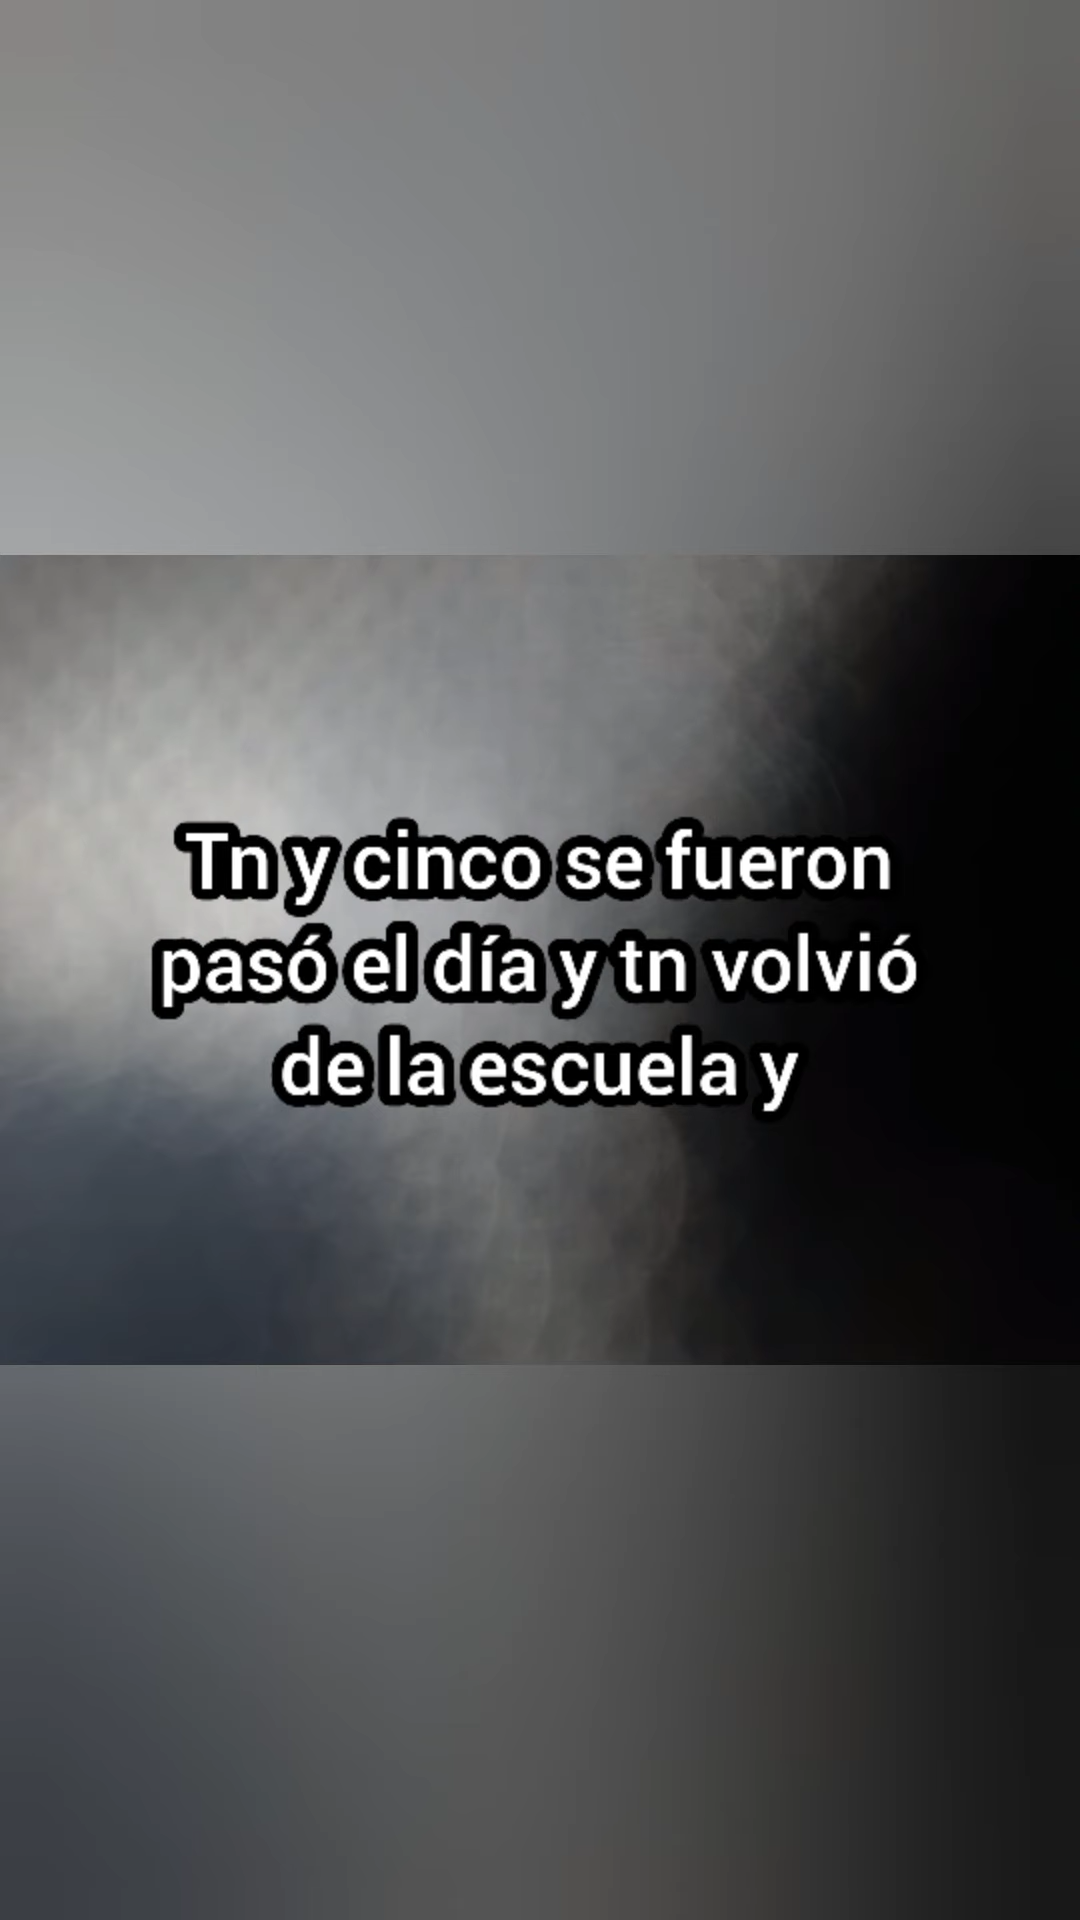 Tn y cinco se fueron
pasó el día y tn volvió
de la escuela y